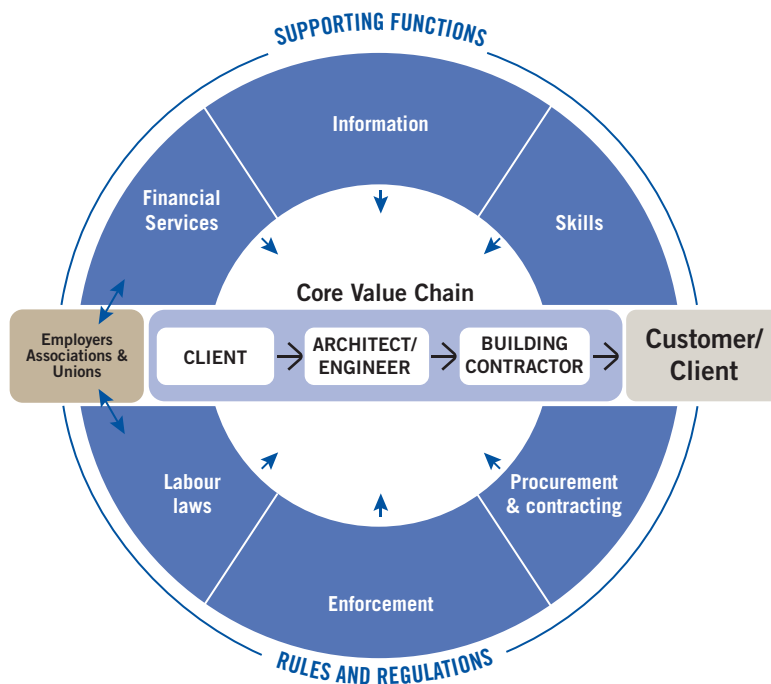 SUPPORTING FUNCTIONS
Information
Financial
Services
Skills
Core Value Chain
Employers
Associations &
Unions
CLIENT
ARCHITECT/
ENGINEER
BUILDING
CONTRACTOR
Customer/
Client
Labour
laws
Procurement
& contracting
Enforcement
RULES AND REGULATIONS